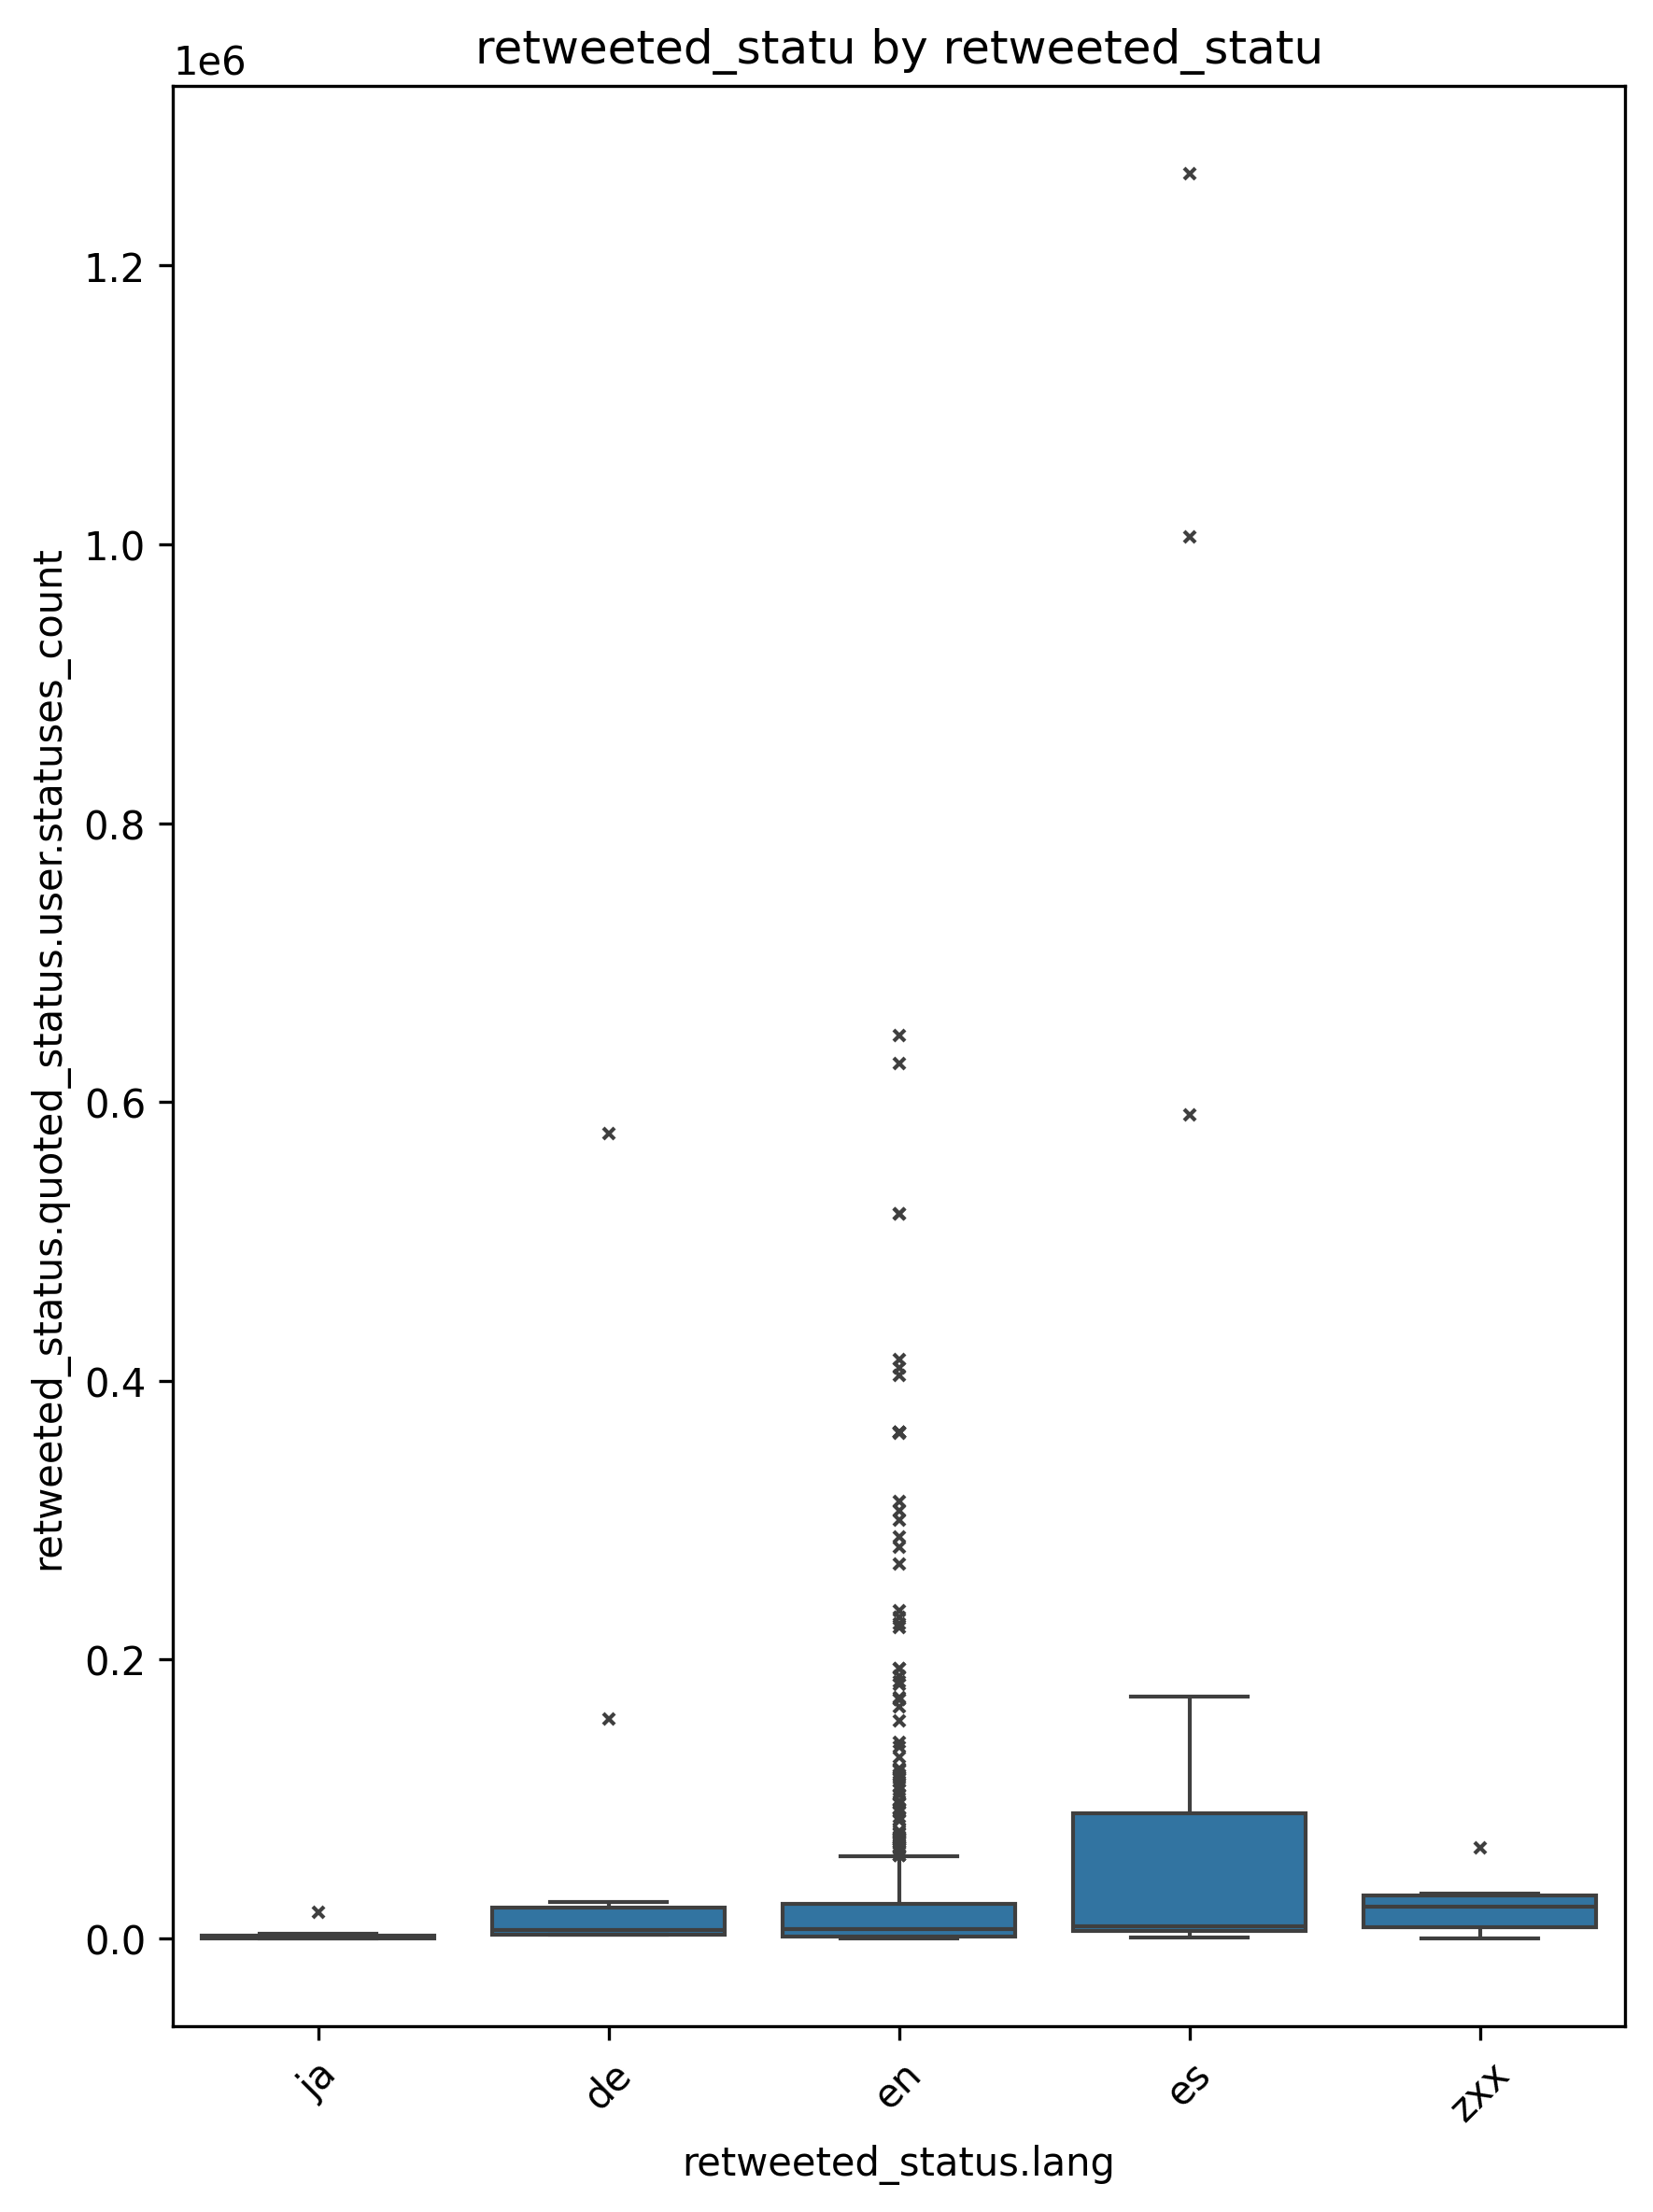 retweeted_statu by retweeted_statu
1e6
1.2
1.0
0.8
0.6
0.4
0.2
0.0
retweeted_status.quoted_status.user.statuses_count
ja
de
en
es
zxx
retweeted_status.lang